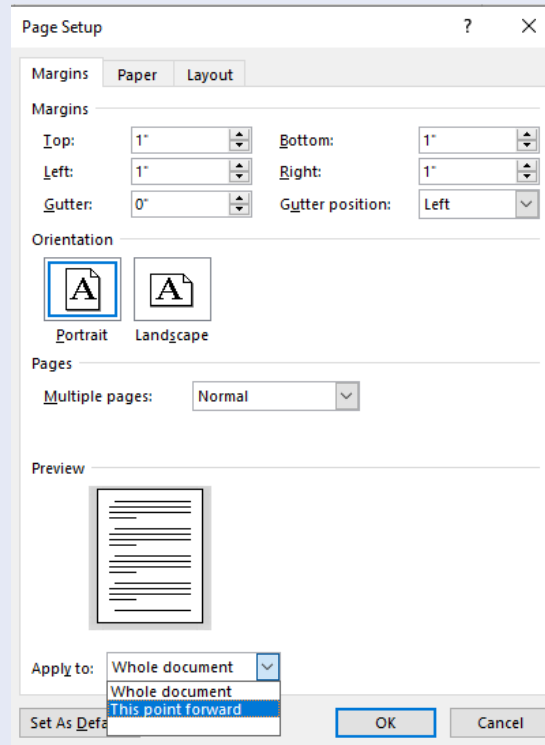 Page Setup ? ×
Margins Paper Layout
Margins
Top: 1" Bottom: 1"
Left: 1" Right: 1"
Gutter: 0" Gutter position: Left
Orientation
A A
Portrait Landscape
Pages
Multiple pages: Normal
Preview
Apply to: Whole document
Whole document
This point forward
Set As Defa OK Cancel